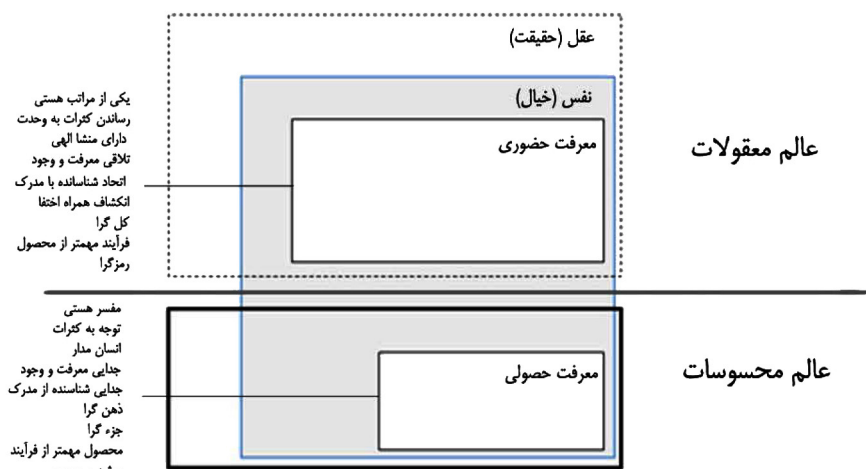 عقل (حقیقت)
نفس (خیال)
معرفت حضوری
عالم معقولات
یکی از مراتب هستی
رساندن کثرات به وحدت
دارای منشا الهی
تلاقی معرفت و وجود
اتحاد شناسانده با مدرک
انکشاف همراه اختفا
کل گرا
فرآیند مهمتر از محصول
رمزگرا
معرفت حصولی
عالم محسوسات
مفسر هستی
توجه به کثرات
انسان مدار
جدایی معرفت و وجود
جدایی شناسنده از مدرک
ذهن گرا
جزء گرا
محصول مهمتر از فرآیند